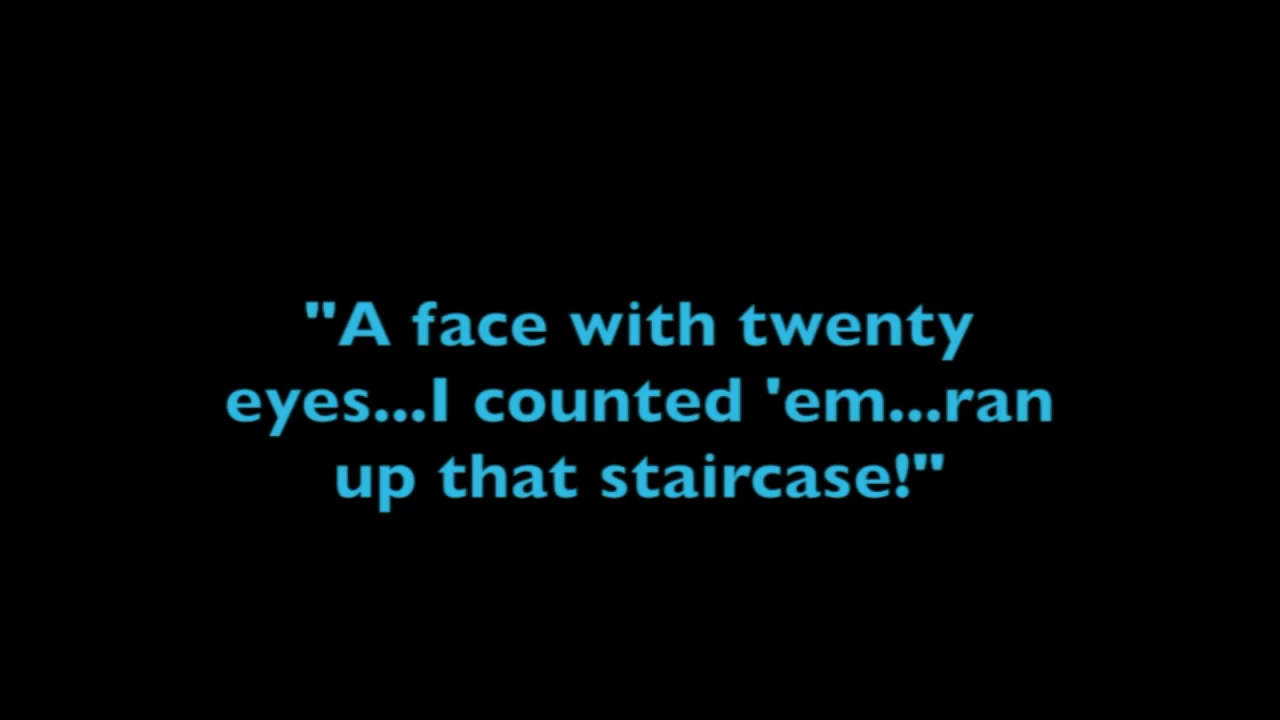 "A face with twenty
eyes...I counted 'em...ran
up that staircase!"